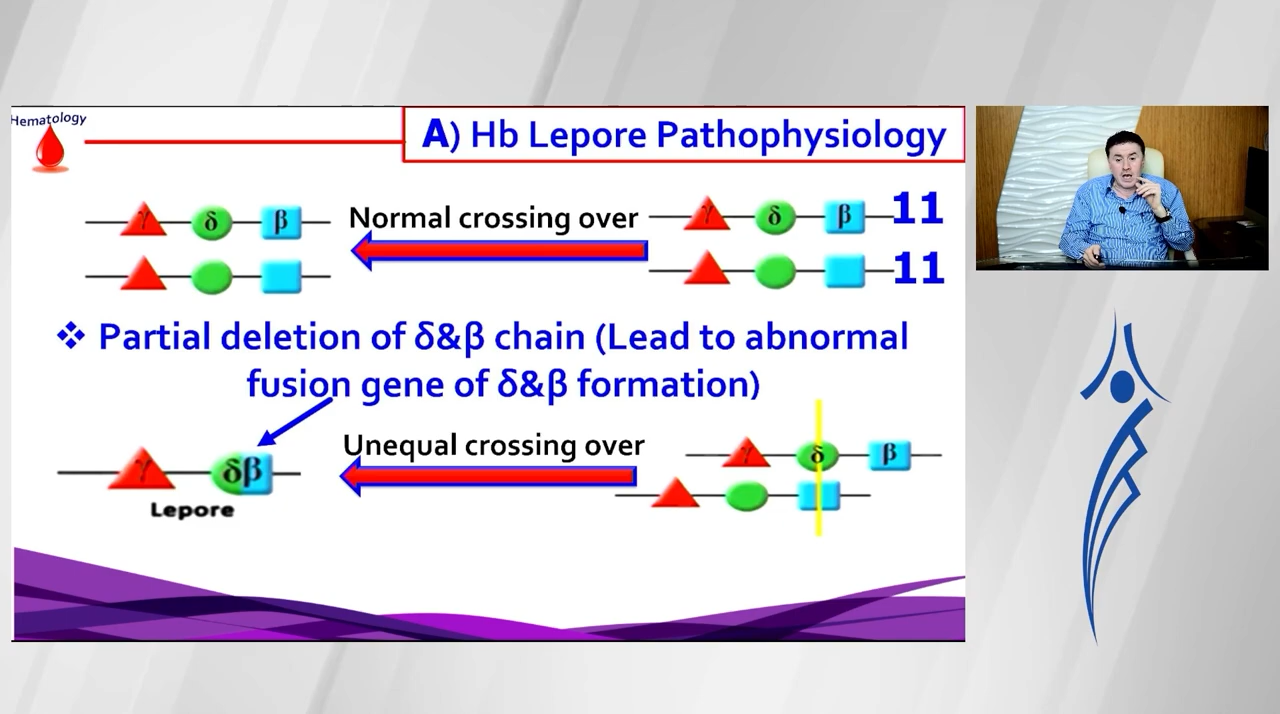 Hematology
A) Hb Lepore Pathophysiology
γ δ β Normal crossing over γ δ β 11
11
❖ Partial deletion of δ&β chain (Lead to abnormal
fusion gene of δ&β formation)
Unequal crossing over
γ δβ γ δ β
Lepore